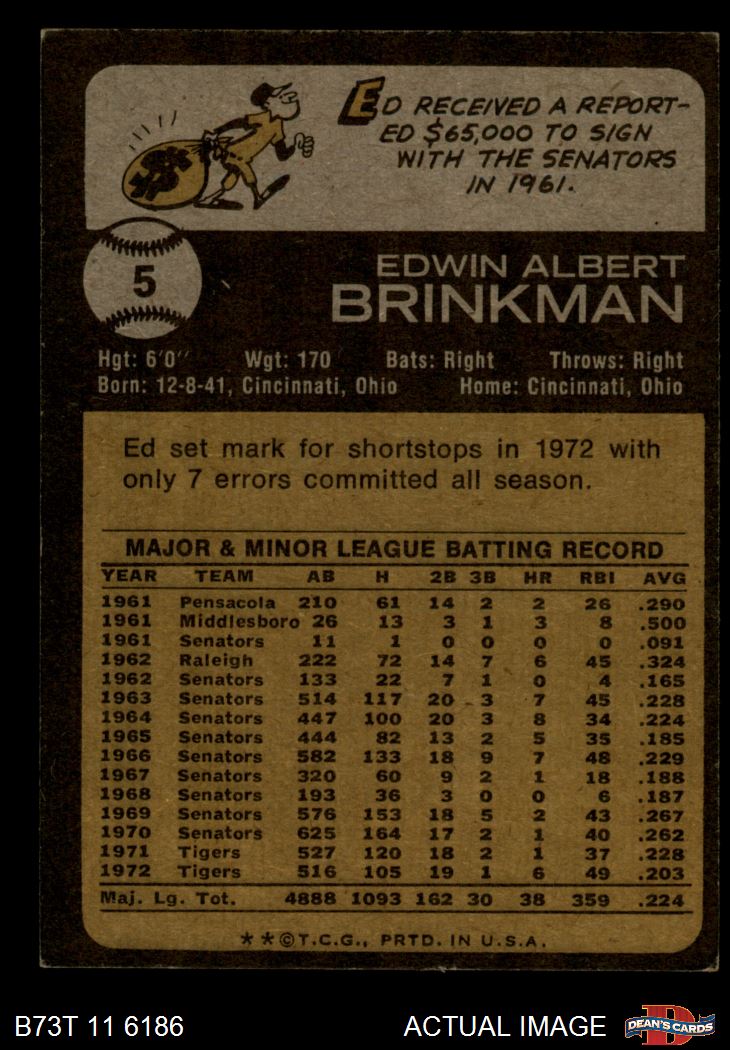 ED RECEIVED A REPORT-
ED $65,000 TO SIGN
WITH THE SENATORS
IN 1961.
5
EDWIN ALBERT
BRINKMAN
Hgt: 6'0" Wgt: 170 Bats: Right Throws: Right
Born: 12-8-41, Cincinnati, Ohio Home: Cincinnati, Ohio
Ed set mark for shortstops in 1972 with
only 7 errors committed all season.
MAJOR & MINOR LEAGUE BATTING RECORD
YEAR TEAM AB H 2B 3B HR RBI AVG
1961 Pensacola 210 61 14 2 2 26 .290
1961 Middlesboro 26 13 3 1 3 8 .500
1961 Senators 11 1 0 0 0 0 .091
1962 Raleigh 222 72 14 7 6 45 .324
1962 Senators 133 22 7 1 0 4 .165
1963 Senators 514 117 20 3 7 45 .228
1964 Senators 447 100 20 3 8 34 .224
1965 Senators 444 82 13 2 5 35 .185
1966 Senators 582 133 18 9 7 48 .229
1967 Senators 320 60 9 2 1 18 .188
1968 Senators 193 36 3 0 0 6 .187
1969 Senators 576 153 18 5 2 43 .267
1970 Senators 625 164 17 2 1 40 .262
1971 Tigers 527 120 18 2 1 37 .228
1972 Tigers 516 105 19 1 6 49 .203
Maj. Lg. Tot. 4888 1093 162 30 38 359 .224
**©T.C.G., PRTD. IN U.S.A.
B73T 11 6186 ACTUAL IMAGE DEAN'S CARDS